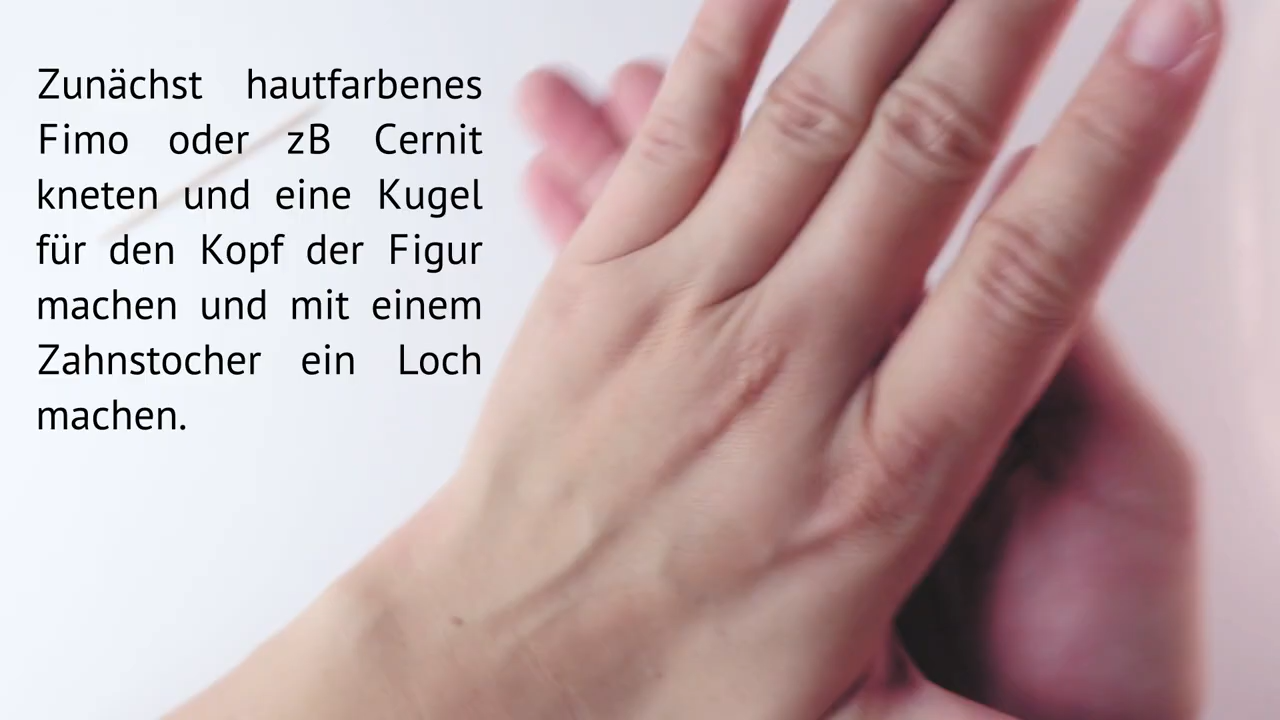 Zunächst hautfarbenes
Fimo oder zB Cernit
kneten und eine Kugel
für den Kopf der Figur
machen und mit einem
Zahnstocher ein Loch
machen.